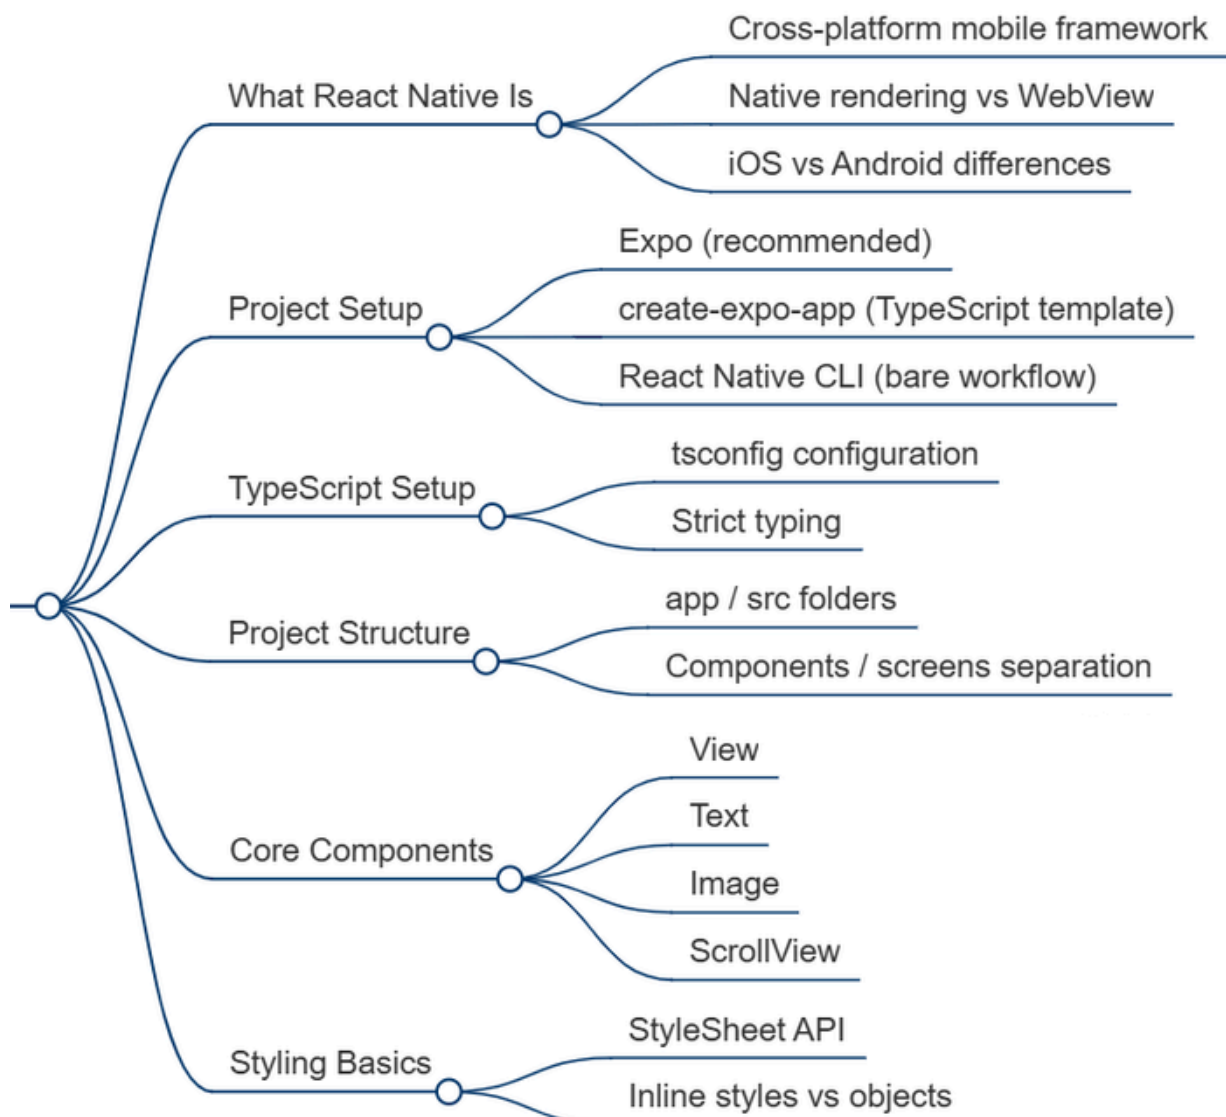 What React Native Is
Cross-platform mobile framework
Native rendering vs WebView
iOS vs Android differences
Project Setup
Expo (recommended)
create-expo-app (TypeScript template)
React Native CLI (bare workflow)
TypeScript Setup
tsconfig configuration
Strict typing
Project Structure
app / src folders
Components / screens separation
Core Components
View
Text
Image
ScrollView
Styling Basics
StyleSheet API
Inline styles vs objects